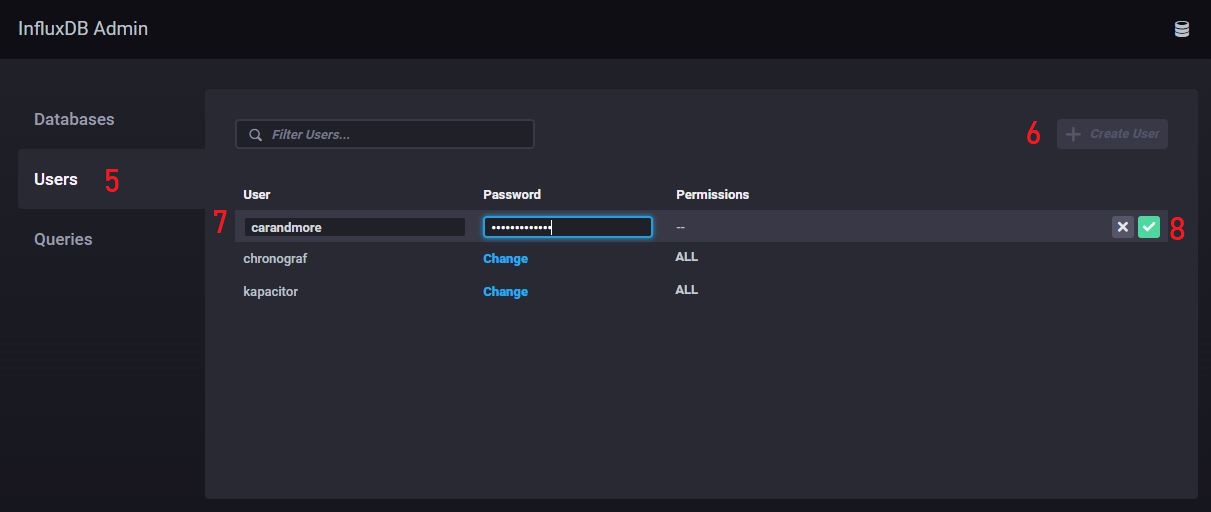 InfluxDB Admin
Databases
Users 5
Queries
Filter Users...
6 + Create User
User Password Permissions
7 carandmore ••••••••••••• -- 8
chronograf Change ALL
kapacitor Change ALL